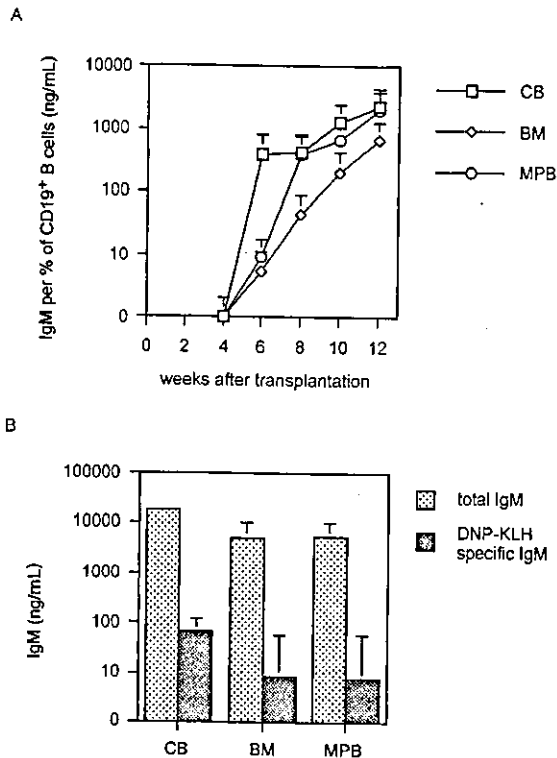 A
IgM per % of CD19+ B cells (ng/mL)
10000
1000
100
10
0
0 2 4 6 8 10 12
weeks after transplantation
CB
BM
MPB
B
IgM (ng/mL)
100000
10000
1000
100
10
0
CB BM MPB
total IgM
DNP-KLH
specific IgM